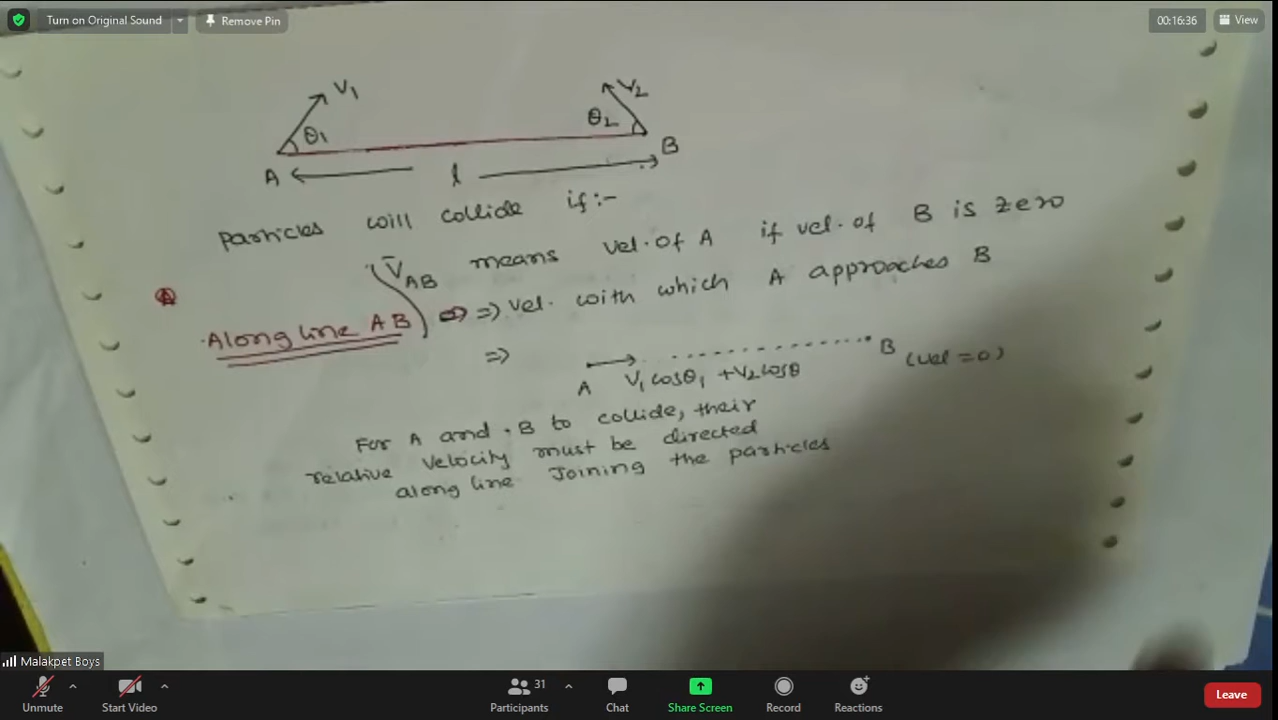 Turn on Original Sound
Remove Pin
00:16:36
View
V1
V2
θ1
θ2
A
l
B
particles will collide if:-
V̄AB means vel. of A if vel. of B is zero
Along line AB ⇒ vel. with which A approaches B
⇒ A V1 cosθ1 + V2 cosθ B (vel = 0)
For A and B to collide, their
relative velocity must be directed
along line Joining the particles
Malakpet Boys
Unmute
Start Video
31
Participants
Chat
Share Screen
Record
Reactions
Leave